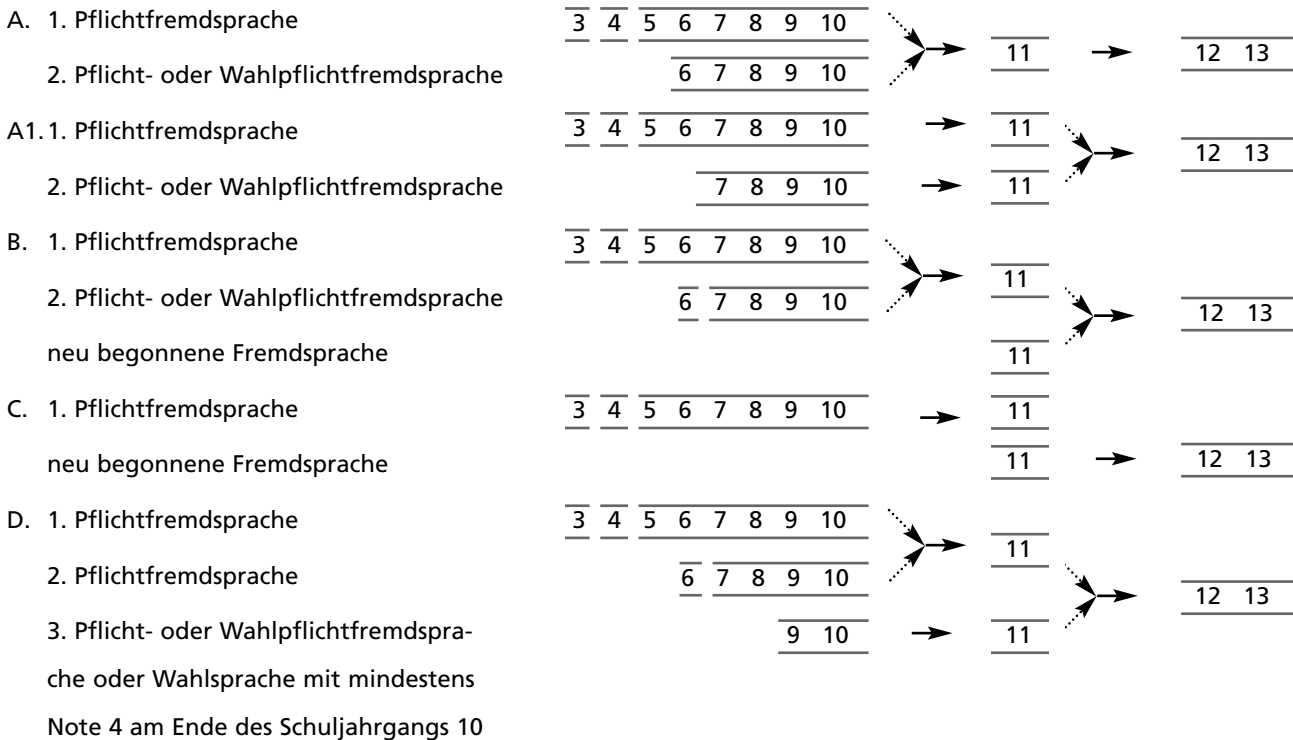 A. 1. Pflichtfremdsprache 3 4 5 6 7 8 9 10 11 12 13
2. Pflicht- oder Wahlpflichtfremdsprache 6 7 8 9 10
A1. 1. Pflichtfremdsprache 3 4 5 6 7 8 9 10 11 12 13
2. Pflicht- oder Wahlpflichtfremdsprache 7 8 9 10 11
B. 1. Pflichtfremdsprache 3 4 5 6 7 8 9 10 11
2. Pflicht- oder Wahlpflichtfremdsprache 6 7 8 9 10 12 13
neu begonnene Fremdsprache 11
C. 1. Pflichtfremdsprache 3 4 5 6 7 8 9 10 11
neu begonnene Fremdsprache 11 12 13
D. 1. Pflichtfremdsprache 3 4 5 6 7 8 9 10 11
2. Pflichtfremdsprache 6 7 8 9 10 12 13
3. Pflicht- oder Wahlpflichtfremdspra- 9 10 11
che oder Wahlsprache mit mindestens
Note 4 am Ende des Schuljahrgangs 10